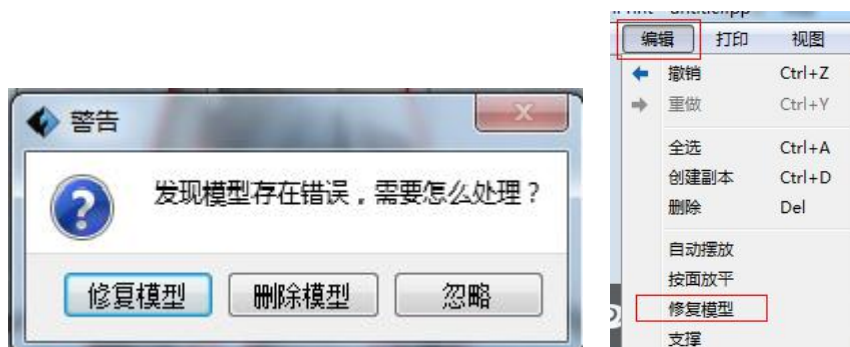 警告
发现模型存在错误，需要怎么处理？
修复模型 删除模型 忽略
编辑 打印 视图
撤销 Ctrl+Z
重做 Ctrl+Y
全选 Ctrl+A
创建副本 Ctrl+D
删除 Del
自动摆放
按面放平
修复模型
支撑